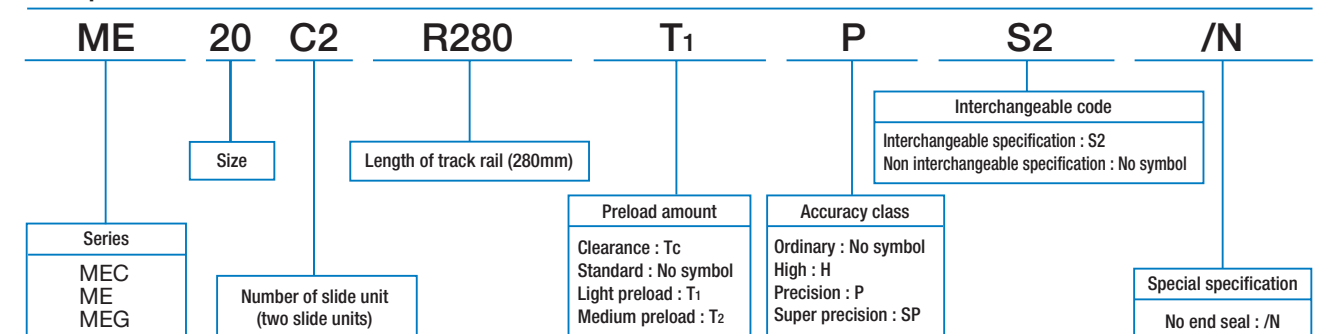 ME 20 C2 R280 T1 P S2 /N
Interchangeable code
Interchangeable specification : S2
Non interchangeable specification : No symbol
Size
Length of track rail (280mm)
Preload amount
Clearance : Tc
Standard : No symbol
Light preload : T1
Medium preload : T2
Accuracy class
Ordinary : No symbol
High : H
Precision : P
Super precision : SP
Series
MEC
ME
MEG
Number of slide unit
(two slide units)
Special specification
No end seal : /N